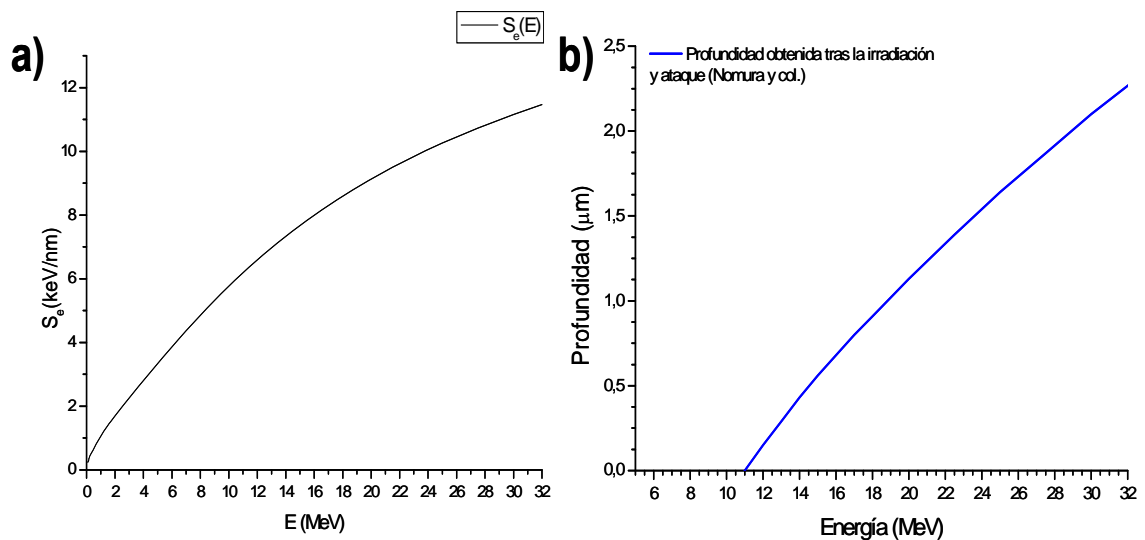 a)
S_e(E)
12
10
8
6
4
2
0
S_e(keV/nm)
0 2 4 6 8 10 12 14 16 18 20 22 24 26 28 30 32
E (MeV)
b)
Profundidad obtenida tras la irradiación
y ataque (Nomura y col.)
2,5
2,0
1,5
1,0
0,5
0,0
Profundidad (μm)
6 8 10 12 14 16 18 20 22 24 26 28 30 32
Energía (MeV)